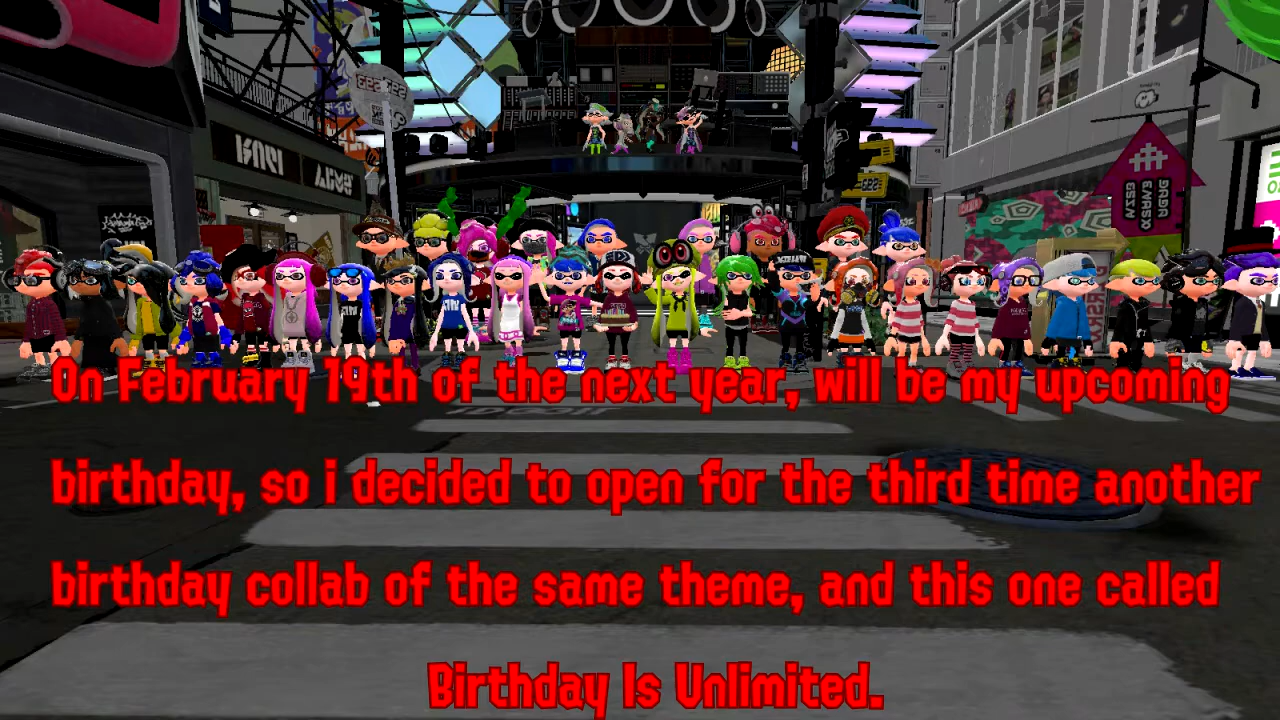 On February 19th of the next year, will be my upcoming
birthday, so i decided to open for the third time another
birthday collab of the same theme, and this one called
Birthday Is Unlimited.